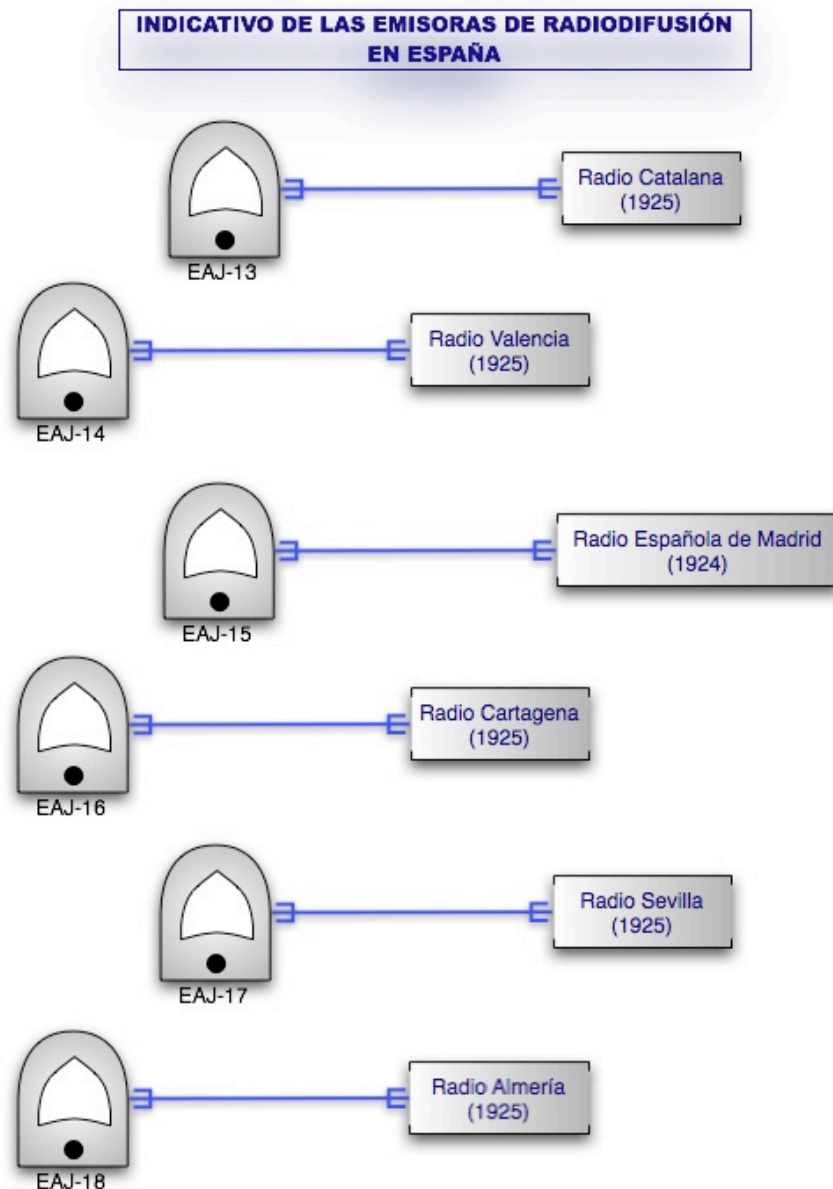 INDICATIVO DE LAS EMISORAS DE RADIODIFUSIÓN
EN ESPAÑA
Radio Catalana
(1925)
EAJ-13
Radio Valencia
(1925)
EAJ-14
Radio Española de Madrid
(1924)
EAJ-15
Radio Cartagena
(1925)
EAJ-16
Radio Sevilla
(1925)
EAJ-17
Radio Almería
(1925)
EAJ-18